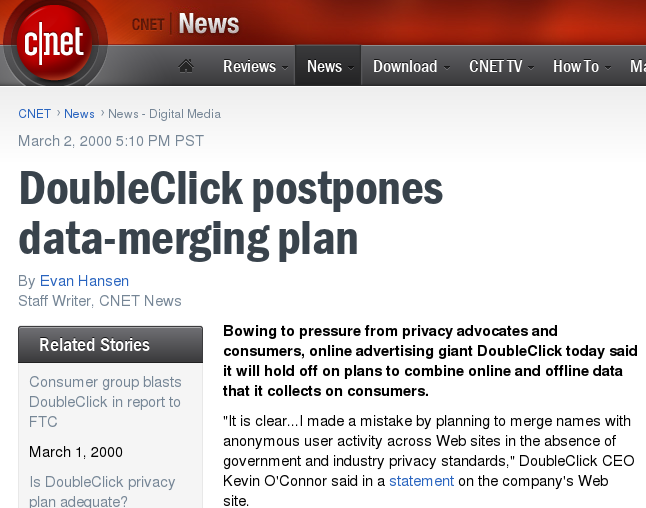 c|net
CNET | News
Reviews News Download CNET TV How To Ma
CNET › News › News - Digital Media
March 2, 2000 5:10 PM PST
DoubleClick postpones
data-merging plan
By Evan Hansen
Staff Writer, CNET News
Related Stories
Consumer group blasts
DoubleClick in report to
FTC
March 1, 2000
Is DoubleClick privacy
plan adequate?
Bowing to pressure from privacy advocates and
consumers, online advertising giant DoubleClick today said
it will hold off on plans to combine online and offline data
that it collects on consumers.
"It is clear...I made a mistake by planning to merge names with
anonymous user activity across Web sites in the absence of
government and industry privacy standards," DoubleClick CEO
Kevin O'Connor said in a statement on the company's Web
site.